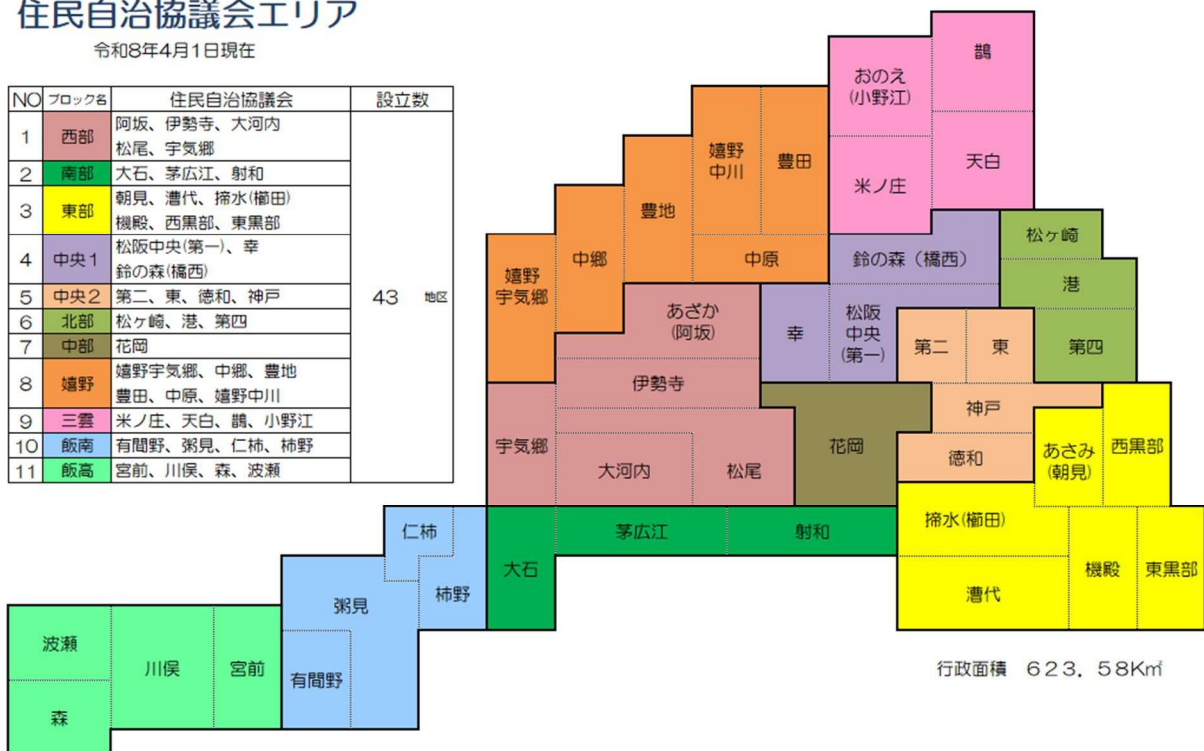 住民自治協議会エリア
令和8年4月1日現在
NO ブロック名 住民自治協議会 設立数
1 西部 阿坂、伊勢寺、大河内
松尾、宇気郷
2 南部 大石、茅広江、射和
3 東部 朝見、漕代、揥水(櫛田)
機殿、西黒部、東黒部
4 中央1 松阪中央(第一)、幸
鈴の森(橋西)
5 中央2 第二、東、徳和、神戸
6 北部 松ヶ崎、港、第四
7 中部 花岡
8 嬉野 嬉野宇気郷、中郷、豊地
豊田、中原、嬉野中川
9 三雲 米ノ庄、天白、鵲、小野江
10 飯南 有間野、粥見、仁柿、柿野
11 飯高 宮前、川俣、森、波瀬
43 地区
鵲
おのえ
(小野江)
天白
米ノ庄
嬉野
中川
豊田
豊地
中郷
中原
嬉野
宇気郷
鈴の森（橋西）
松ヶ崎
港
あざか
(阿坂)
幸
松阪
中央
(第一)
第二
東
第四
伊勢寺
神戸
宇気郷
大河内
松尾
花岡
徳和
あさみ
(朝見)
西黒部
仁柿
大石
茅広江
射和
揥水(櫛田)
機殿
東黒部
粥見
柿野
漕代
波瀬
川俣
宮前
有間野
森
行政面積 623.58K㎡